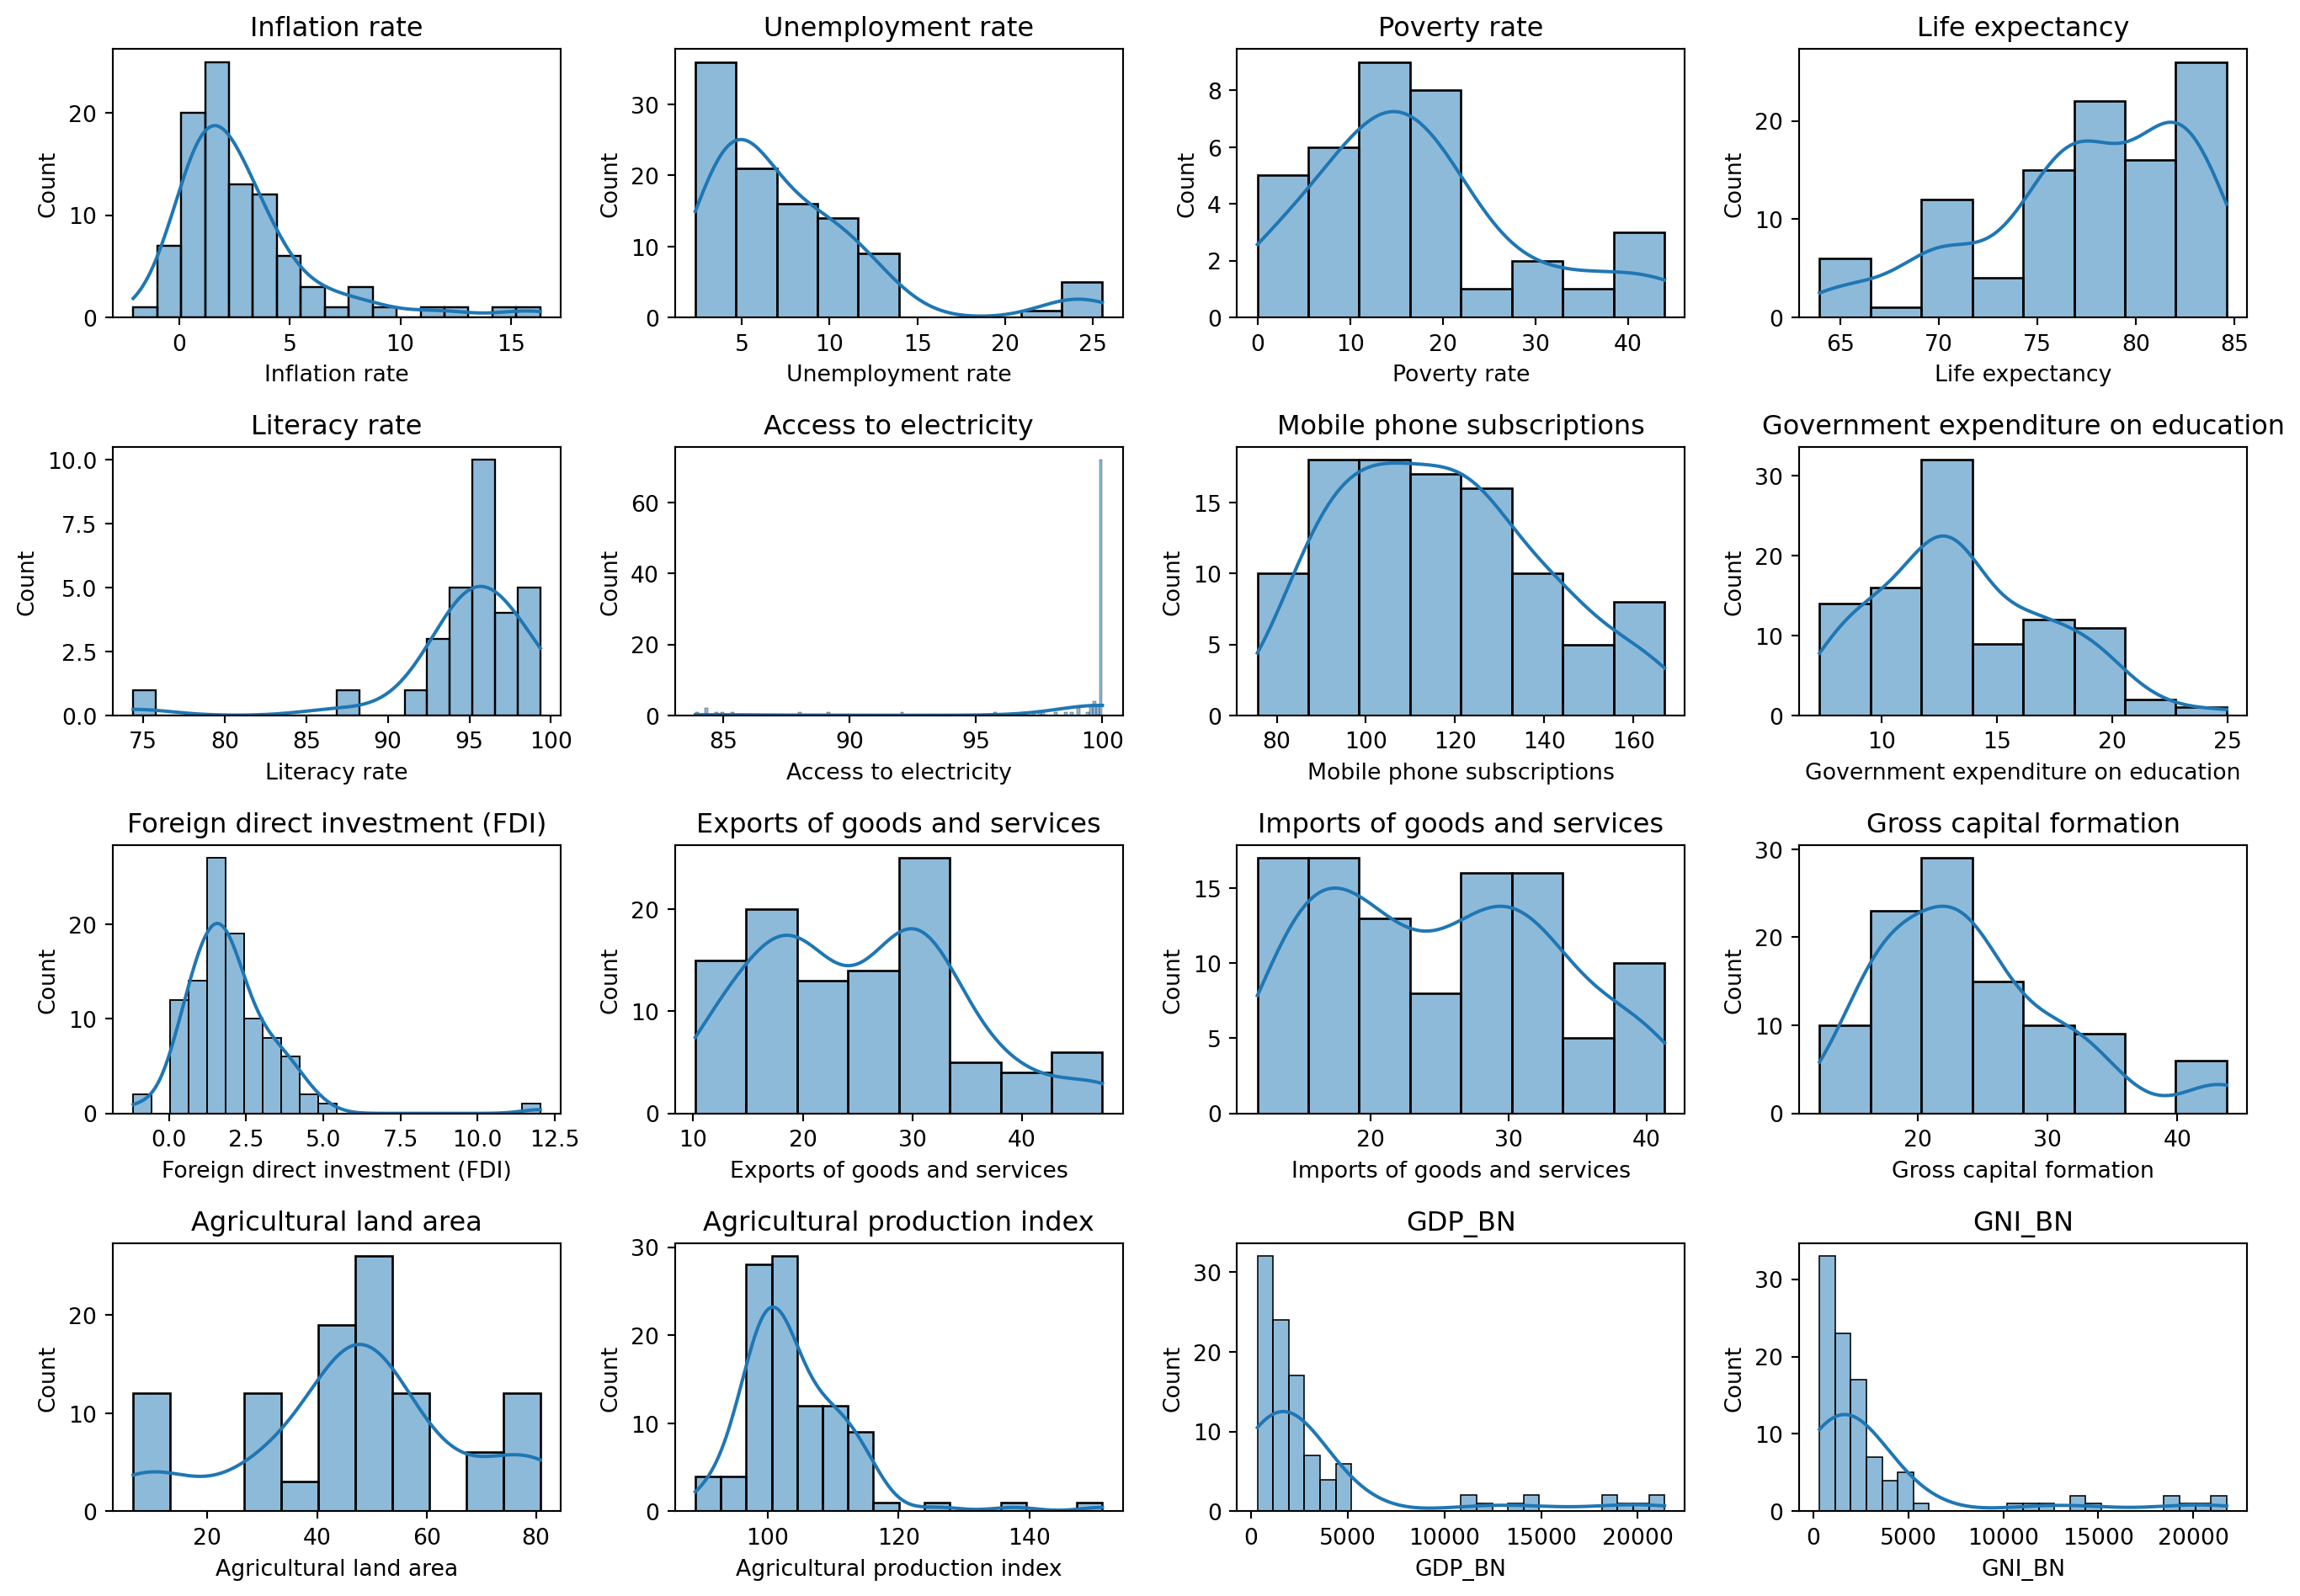 Inflation rate
Count
20
10
0
0 5 10 15
Inflation rate
Unemployment rate
Count
30
20
10
0
5 10 15 20 25
Unemployment rate
Poverty rate
Count
8
6
4
2
0
0 10 20 30 40
Poverty rate
Life expectancy
Count
20
10
0
65 70 75 80 85
Life expectancy
Literacy rate
Count
10.0
7.5
5.0
2.5
0.0
75 80 85 90 95 100
Literacy rate
Access to electricity
Count
60
40
20
0
85 90 95 100
Access to electricity
Mobile phone subscriptions
Count
15
10
5
0
80 100 120 140 160
Mobile phone subscriptions
Government expenditure on education
Count
30
20
10
0
10 15 20 25
Government expenditure on education
Foreign direct investment (FDI)
Count
20
10
0
0.0 2.5 5.0 7.5 10.0 12.5
Foreign direct investment (FDI)
Exports of goods and services
Count
20
10
0
10 20 30 40
Exports of goods and services
Imports of goods and services
Count
15
10
5
0
20 30 40
Imports of goods and services
Gross capital formation
Count
30
20
10
0
20 30 40
Gross capital formation
Agricultural land area
Count
20
10
0
20 40 60 80
Agricultural land area
Agricultural production index
Count
30
20
10
0
100 120 140
Agricultural production index
GDP_BN
Count
30
20
10
0
0 5000 10000 15000 20000
GDP_BN
GNI_BN
Count
30
20
10
0
0 5000 10000 15000 20000
GNI_BN